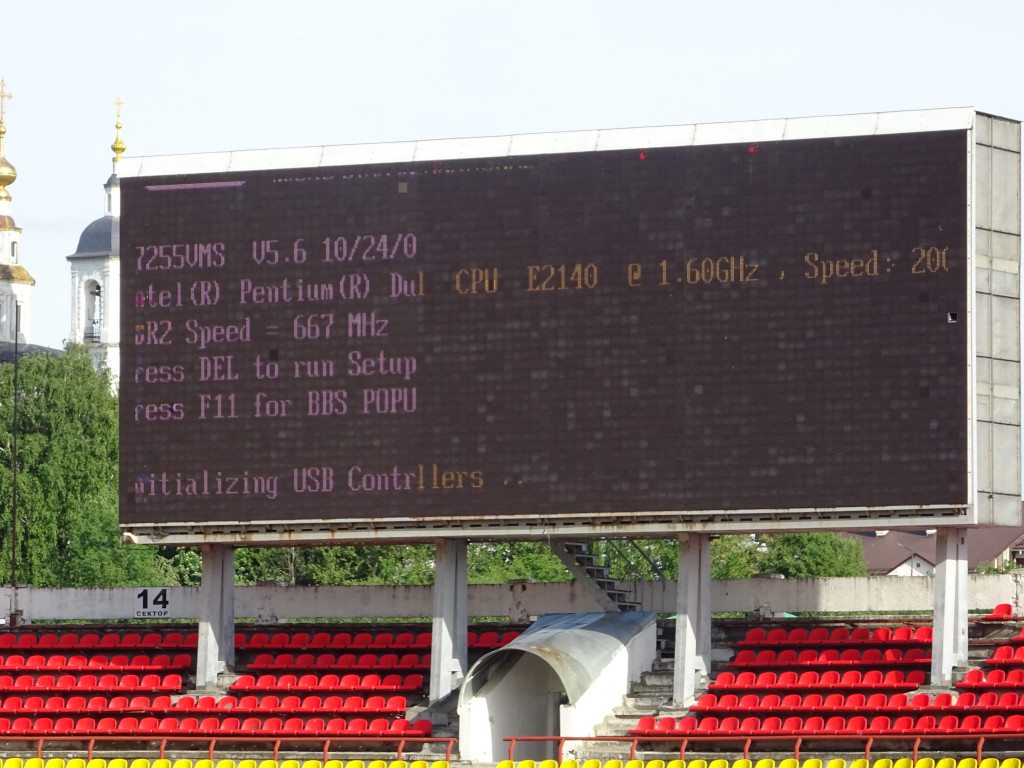 7255VMS V5.6 10/24/0
ntel(R) Pentium(R) Dul CPU E2140 @ 1.60GHz , Speed: 200
DR2 Speed = 667 MHz
ress DEL to run Setup
ress F11 for BBS POPU
nitializing USB Contrllers ..
14
СЕКТОР